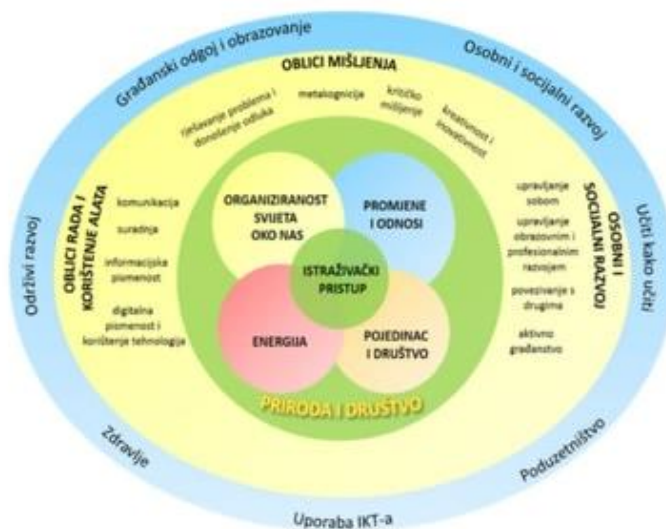 Građanski odgoj i obrazovanje
Osobni i socijalni razvoj
Učiti kako učiti
Poduzetništvo
Uporaba IKT-a
Zdravlje
Održivi razvoj
OBLICI MIŠLJENJA
rješavanje problema i
donošenje odluka
metakognicija
kritičko
mišljenje
kreativnost i
inovativnost
OBLICI RADA I
KORIŠTENJE ALATA
komunikacija
suradnja
informacijska
pismenost
digitalna
pismenost i
korištenje tehnologija
OSOBNI I
SOCIJALNI RAZVOJ
upravljanje
sobom
upravljanje
obrazovnim i
profesionalnim
razvojem
povezivanje s
drugima
aktivno
građanstvo
ORGANIZIRANOST
SVIJETA
OKO NAS
PROMJENE
I ODNOSI
ISTRAŽIVAČKI
PRISTUP
ENERGIJA
POJEDINAC
I DRUŠTVO
PRIRODA I DRUŠTVO